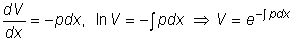 dV/dx = -pdx, ln V = -∫pdx ⇒ V = e^{-∫pdx}